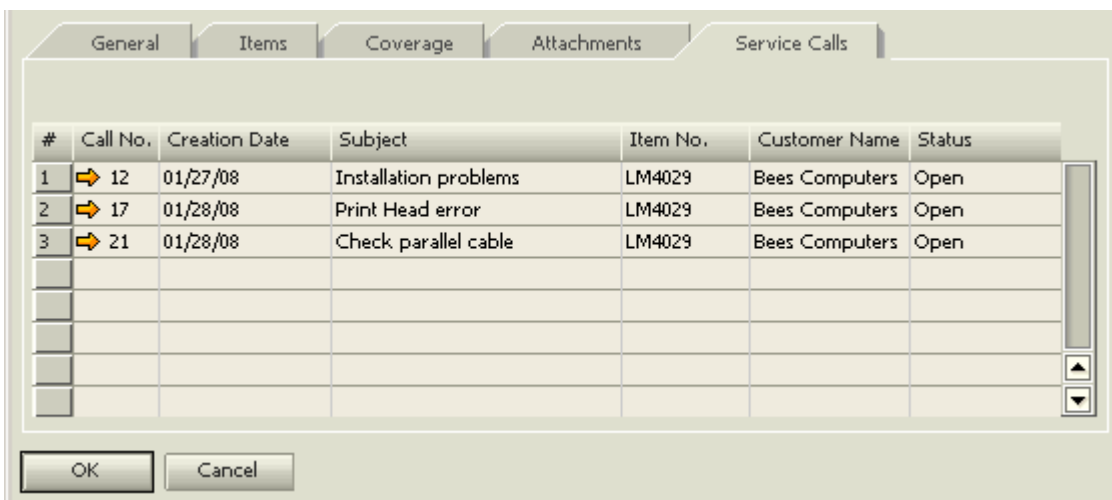 General Items Coverage Attachments Service Calls
# Call No. Creation Date Subject Item No. Customer Name Status
1 12 01/27/08 Installation problems LM4029 Bees Computers Open
2 17 01/28/08 Print Head error LM4029 Bees Computers Open
3 21 01/28/08 Check parallel cable LM4029 Bees Computers Open
OK Cancel